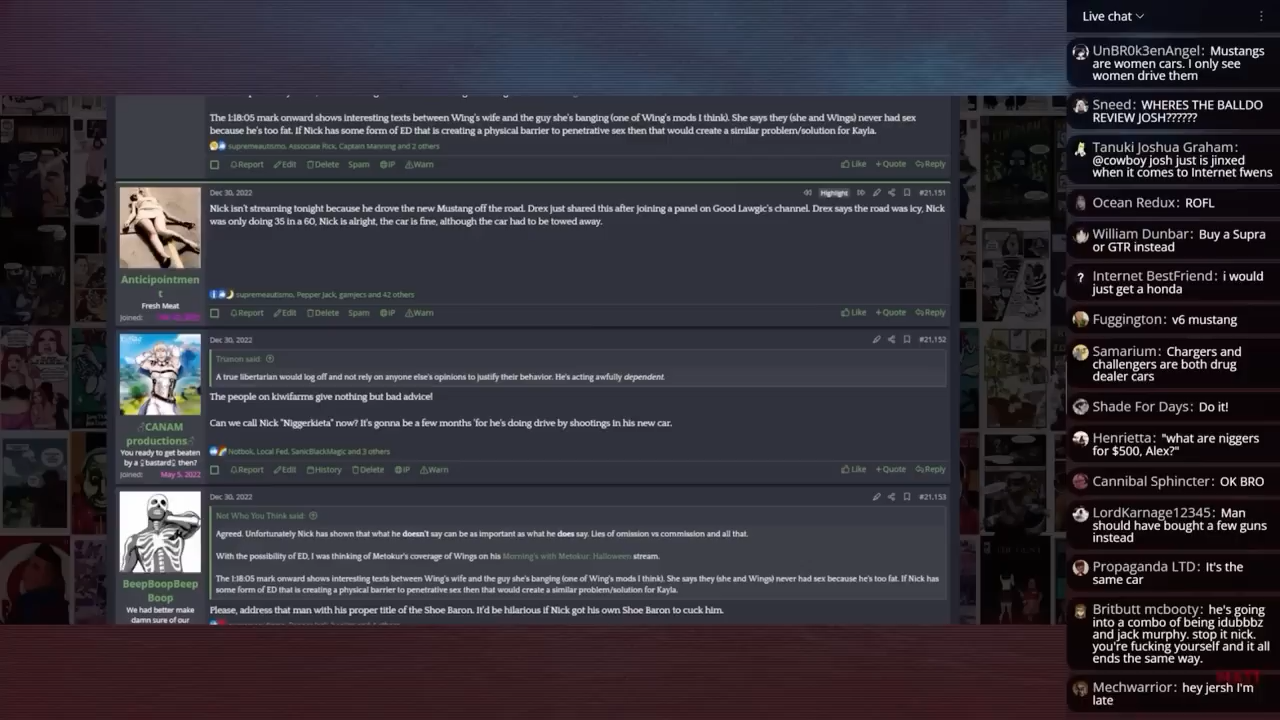 The 1:18:05 mark onward shows interesting texts between Wing's wife and the guy she's banging (one of Wing's mods I think). She says they (she and Wings) never had sex
because he's too fat. If Nick has some form of ED that is creating a physical barrier to penetrative sex then that would create a similar problem/solution for Kayla.
supremeautismo, Associate Rick, Captain Manning and 2 others
Report Edit Delete Spam IP Warn
Like + Quote Reply
Dec 30, 2022
Highlight
#21,151
Nick isn't streaming tonight because he drove the new Mustang off the road. Drex just shared this after joining a panel on Good Lawgic's channel. Drex says the road was icy, Nick
was only doing 35 in a 60, Nick is alright, the car is fine, although the car had to be towed away.
Anticipointmen
t
Fresh Meat
Joined:
supremeautismo, Pepper Jack, gamjecs and 42 others
Report Edit Delete Spam IP Warn
Like + Quote Reply
Dec 30, 2022
#21,152
A true libertarian would log off and not rely on anyone else's opinions to justify their behavior. He's acting awfully dependent.
The people on kiwifarms give nothing but bad advice!
Can we call Nick "Niggerkieta" now? It's gonna be a few months 'for he's doing drive by shootings in his new car.
CANAM
productions
You ready to get beaten
by a bastard then?
Joined: May 5, 2022
Notbok, Local Fed, SanicBlackMagic and 3 others
Report Edit History Delete IP Warn
Like + Quote Reply
Dec 30, 2022
#21,153
Not Who You Think said:
Agreed. Unfortunately Nick has shown that what he doesn't say can be as important as what he does say. Lies of omission vs commission and all that.
With the possibility of ED, I was thinking of Metokur's coverage of Wings on his Morning's with Metokur: Halloween stream.
The 1:18:05 mark onward shows interesting texts between Wing's wife and the guy she's banging (one of Wing's mods I think). She says they (she and Wings) never had sex because he's too fat. If Nick has
some form of ED that is creating a physical barrier to penetrative sex then that would create a similar problem/solution for Kayla.
Please, address that man with his proper title of the Shoe Baron. It'd be hilarious if Nick got his own Shoe Baron to cuck him.
BeepBoopBeep
Boop
We had better make
damn sure of our
Live chat
UnBR0k3enAngel: Mustangs
are women cars. I only see
women drive them
Sneed: WHERES THE BALLDO
REVIEW JOSH??????
Tanuki Joshua Graham:
@cowboy josh just is jinxed
when it comes to Internet fwens
Ocean Redux: ROFL
William Dunbar: Buy a Supra
or GTR instead
Internet BestFriend: i would
just get a honda
Fuggington: v6 mustang
Samarium: Chargers and
challengers are both drug
dealer cars
Shade For Days: Do it!
Henrietta: "what are niggers
for $500, Alex?"
Cannibal Sphincter: OK BRO
LordKarnage12345: Man
should have bought a few guns
instead
Propaganda LTD: It's the
same car
Britbutt mcbooty: he's going
into a combo of being idubbbz
and jack murphy. stop it nick.
you're fucking yourself and it all
ends the same way.
Mechwarrior: hey jersh I'm
late